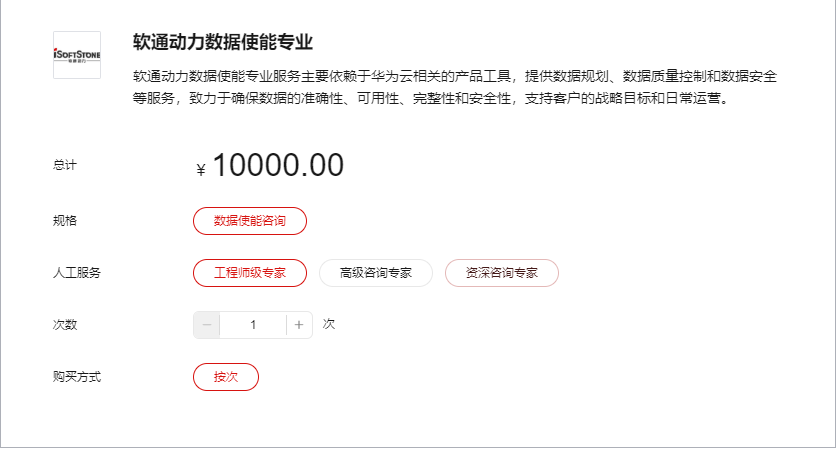 软通动力数据使能专业
iSOFTSTONE
软通动力
软通动力数据使能专业服务主要依赖于华为云相关的产品工具，提供数据规划、数据质量控制和数据安全
等服务，致力于确保数据的准确性、可用性、完整性和安全性，支持客户的战略目标和日常运营。
总计
¥ 10000.00
规格
数据使能咨询
人工服务
工程师级专家 高级咨询专家 资深咨询专家
次数
− 1 + 次
购买方式
按次